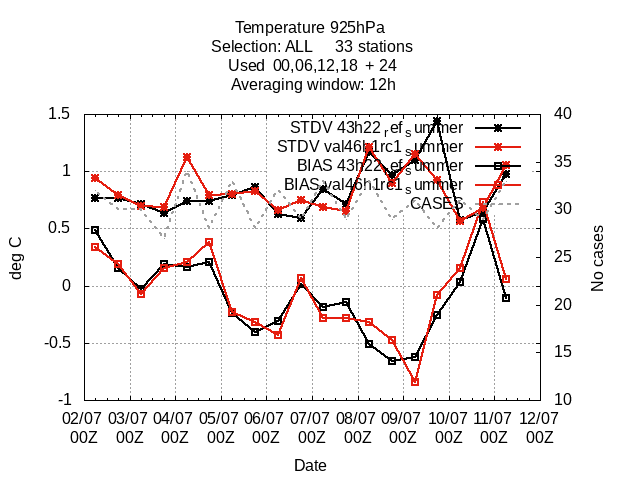 Temperature 925hPa
Selection: ALL 33 stations
Used 00,06,12,18 + 24
Averaging window: 12h
STDV 43h22_ref_summer
STDV val46h1rc1_summer
BIAS 43h22_ref_summer
BIAS val46h1rc1_summer
CASES
1.5
1
0.5
0
-0.5
-1
deg C
40
35
30
25
20
15
10
No cases
02/07 03/07 04/07 05/07 06/07 07/07 08/07 09/07 10/07 11/07 12/07
00Z 00Z 00Z 00Z 00Z 00Z 00Z 00Z 00Z 00Z 00Z
Date